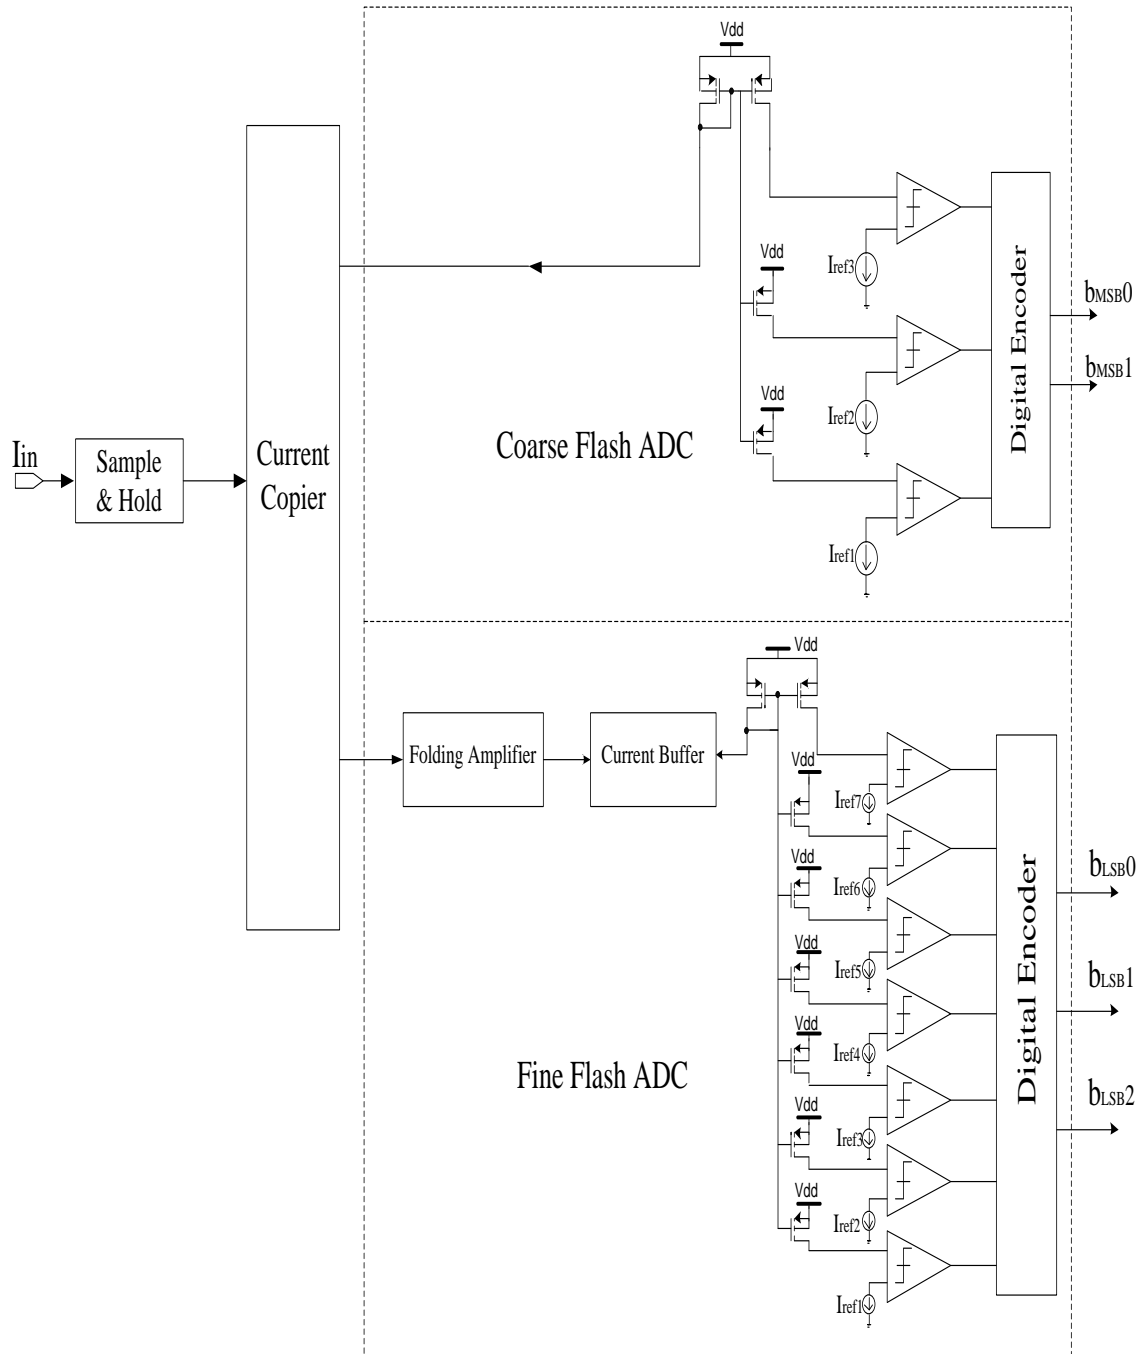 Vdd
Iref3
Vdd
bMSB0
Iref2
bMSB1
Vdd
Digital Encoder
Coarse Flash ADC
Iin
Sample
& Hold
Current
Copier
Iref1
Vdd
Folding Amplifier
Current Buffer
Vdd
Iref7
Vdd
Iref6
bLSB0
Vdd
Iref5
bLSB1
Digital Encoder
Vdd
Iref4
Fine Flash ADC
bLSB2
Vdd
Iref3
Vdd
Iref2
Iref1